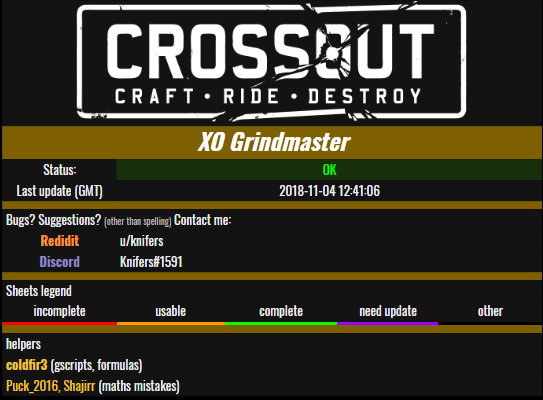 CROSSOUT
CRAFT • RIDE • DESTROY
XO Grindmaster
Status: OK
Last update (GMT) 2018-11-04 12:41:06
Bugs? Suggestions? (other than spelling) Contact me:
Redidit u/knifers
Discord Knifers#1591
Sheets legend
incomplete usable complete need update other
helpers
coldfir3 (gscripts, formulas)
Puck_2016, Shajirr (maths mistakes)